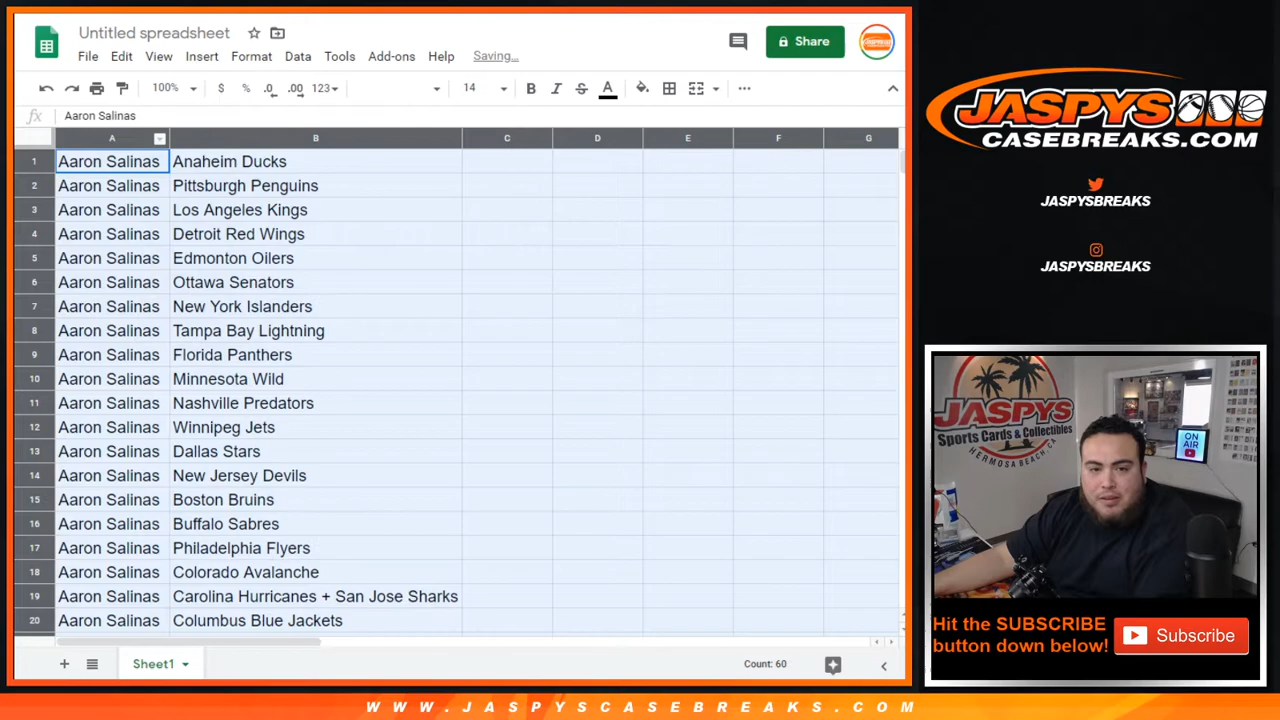 Untitled spreadsheet
File Edit View Insert Format Data Tools Add-ons Help Saving...
Share
100% $ % .0 .00 123 14 B I S A
fx Aaron Salinas
A B C D E F G
1 Aaron Salinas Anaheim Ducks
2 Aaron Salinas Pittsburgh Penguins
3 Aaron Salinas Los Angeles Kings
4 Aaron Salinas Detroit Red Wings
5 Aaron Salinas Edmonton Oilers
6 Aaron Salinas Ottawa Senators
7 Aaron Salinas New York Islanders
8 Aaron Salinas Tampa Bay Lightning
9 Aaron Salinas Florida Panthers
10 Aaron Salinas Minnesota Wild
11 Aaron Salinas Nashville Predators
12 Aaron Salinas Winnipeg Jets
13 Aaron Salinas Dallas Stars
14 Aaron Salinas New Jersey Devils
15 Aaron Salinas Boston Bruins
16 Aaron Salinas Buffalo Sabres
17 Aaron Salinas Philadelphia Flyers
18 Aaron Salinas Colorado Avalanche
19 Aaron Salinas Carolina Hurricanes + San Jose Sharks
20 Aaron Salinas Columbus Blue Jackets
Sheet1
Count: 60
JASPYS
CASEBREAKS.COM
JASPYSBREAKS
JASPYSBREAKS
JASPYS
Sports Cards & Collectibles
HERMOSA BEACH, CA
ON
AIR
Hit the SUBSCRIBE
button down below!
Subscribe
WWW.JASPYSCASEBREAKS.COM